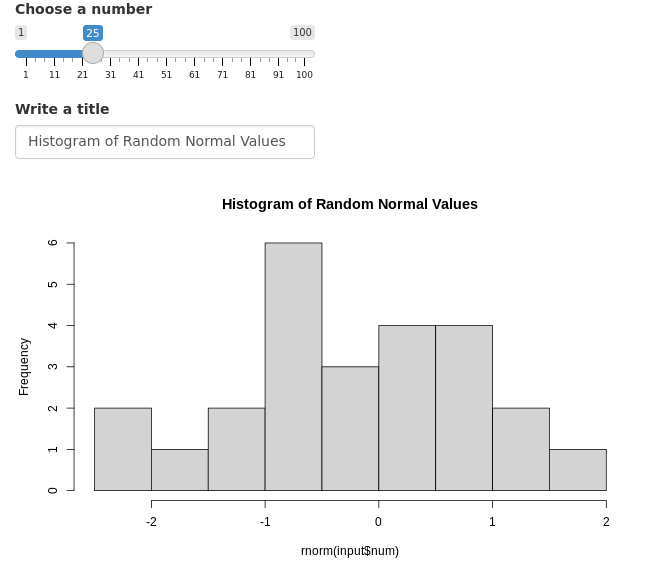 Choose a number
1 25 100
1 11 21 31 41 51 61 71 81 91 100
Write a title
Histogram of Random Normal Values
Histogram of Random Normal Values
6
5
4
3
2
1
0
Frequency
-2 -1 0 1 2
rnorm(input$num)